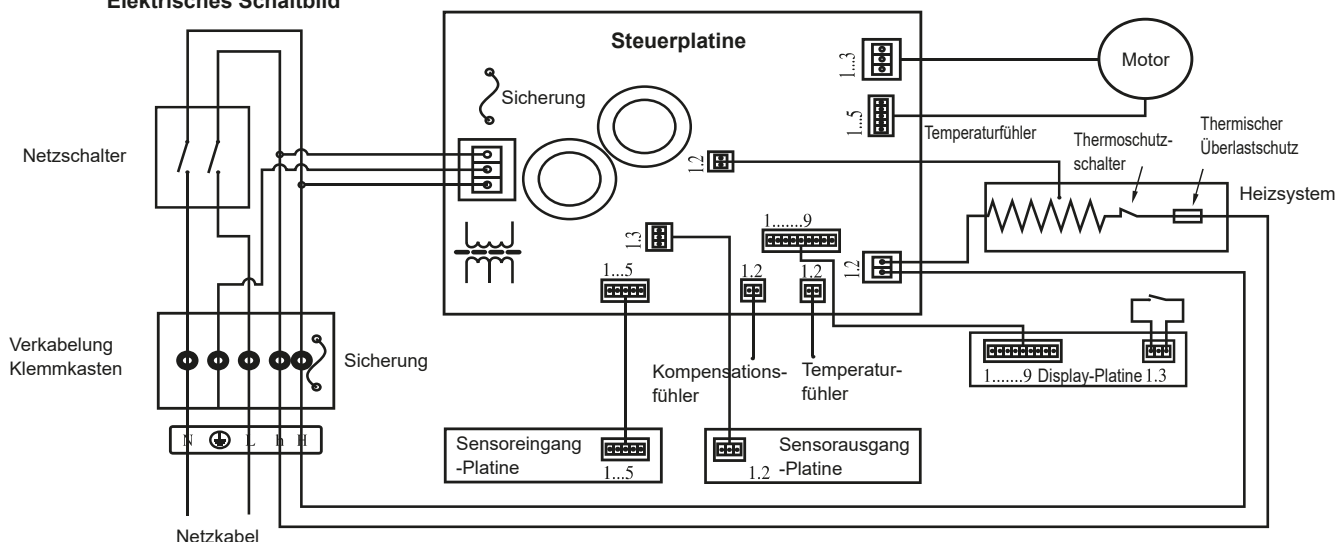 Elektrisches Schaltbild
Steuerplatine
1...3
Motor
Sicherung
1...5
Temperaturfühler
Thermoschutz-
schalter
Thermischer
Überlastschutz
Netzschalter
1.2
Heizsystem
1.......9
1.3
1.2
1...5
1.2
1.2
Verkabelung
Klemmkasten
Sicherung
Kompensations-
fühler
Temperatur-
fühler
1.......9 Display-Platine 1.3
N L h H
Sensoreingang
-Platine
1...5
Sensorausgang
-Platine
1.2
Netzkabel